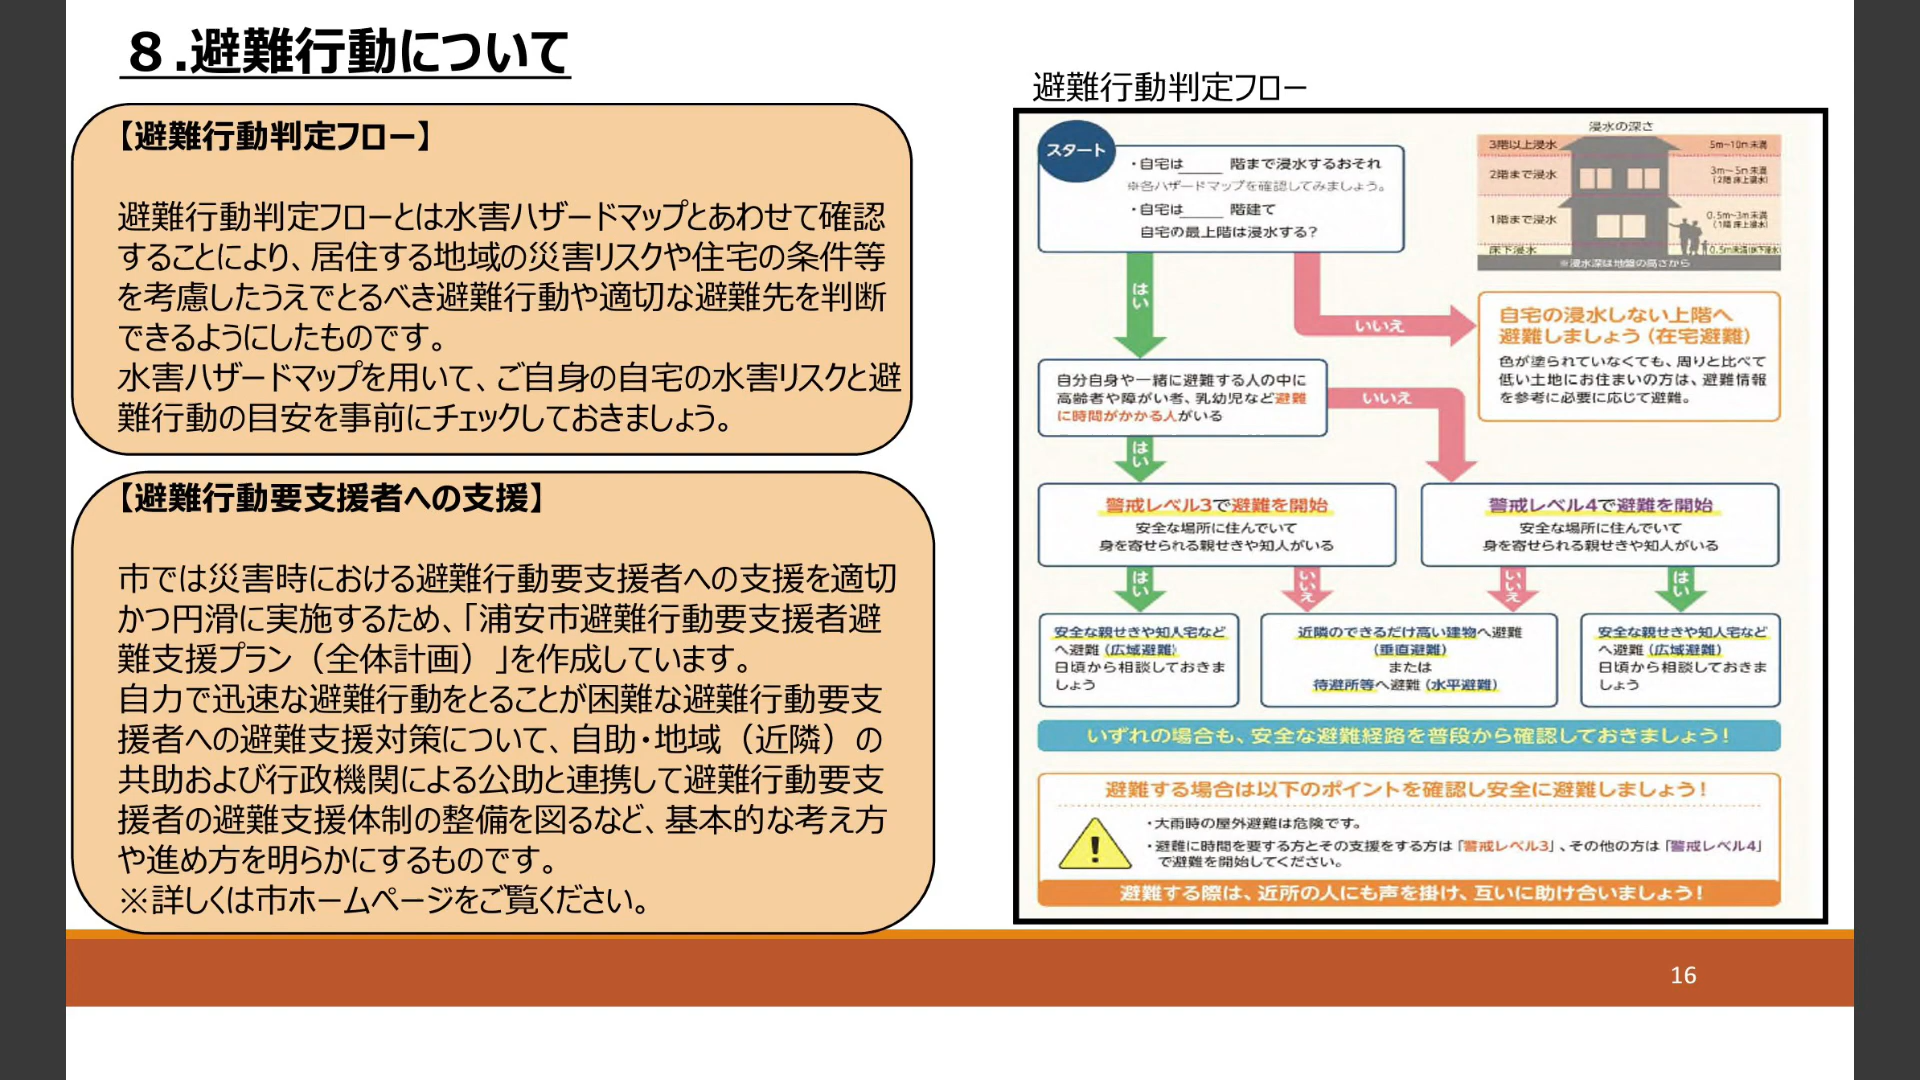 ８.避難行動について
【避難行動判定フロー】
避難行動判定フローとは水害ハザードマップとあわせて確認
することにより、居住する地域の災害リスクや住宅の条件等
を考慮したうえでとるべき避難行動や適切な避難先を判断
できるようにしたものです。
水害ハザードマップを用いて、ご自身の自宅の水害リスクと避
難行動の目安を事前にチェックしておきましょう。
【避難行動要支援者への支援】
市では災害時における避難行動要支援者への支援を適切
かつ円滑に実施するため、「浦安市避難行動要支援者避
難支援プラン（全体計画）」を作成しています。
自力で迅速な避難行動をとることが困難な避難行動要支
援者への避難支援対策について、自助・地域（近隣）の
共助および行政機関による公助と連携して避難行動要支
援者の避難支援体制の整備を図るなど、基本的な考え方
や進め方を明らかにするものです。
※詳しくは市ホームページをご覧ください。
避難行動判定フロー
スタート
・自宅は____階まで浸水するおそれ
※各ハザードマップを確認してみましょう。
・自宅は____階建て
自宅の最上階は浸水する?
浸水の深さ
3階以上浸水 5m~10m未満
2階まで浸水 3m~5m未満
(2階床上浸水)
1階まで浸水 0.5m~3m未満
(1階床上浸水)
床下浸水 0.5m未満(床下浸水)
※浸水深は地盤の高さから
はい
いいえ
自宅の浸水しない上階へ
避難しましょう(在宅避難)
色が塗られていなくても、周りと比べて
低い土地にお住まいの方は、避難情報
を参考に必要に応じて避難。
自分自身や一緒に避難する人の中に
高齢者や障がい者、乳幼児など避難
に時間がかかる人がいる
いいえ
はい
警戒レベル3で避難を開始
安全な場所に住んでいて
身を寄せられる親せきや知人がいる
警戒レベル4で避難を開始
安全な場所に住んでいて
身を寄せられる親せきや知人がいる
はい
いいえ
いいえ
はい
安全な親せきや知人宅など
へ避難(広域避難)
日頃から相談しておきま
しょう
近隣のできるだけ高い建物へ避難
(垂直避難)
または
待避所等へ避難(水平避難)
安全な親せきや知人宅など
へ避難(広域避難)
日頃から相談しておきま
しょう
いずれの場合も、安全な避難経路を普段から確認しておきましょう!
避難する場合は以下のポイントを確認し安全に避難しましょう!
・大雨時の屋外避難は危険です。
・避難に時間を要する方とその支援をする方は「警戒レベル3」、その他の方は「警戒レベル4」
で避難を開始してください。
避難する際は、近所の人にも声を掛け、互いに助け合いましょう!
16